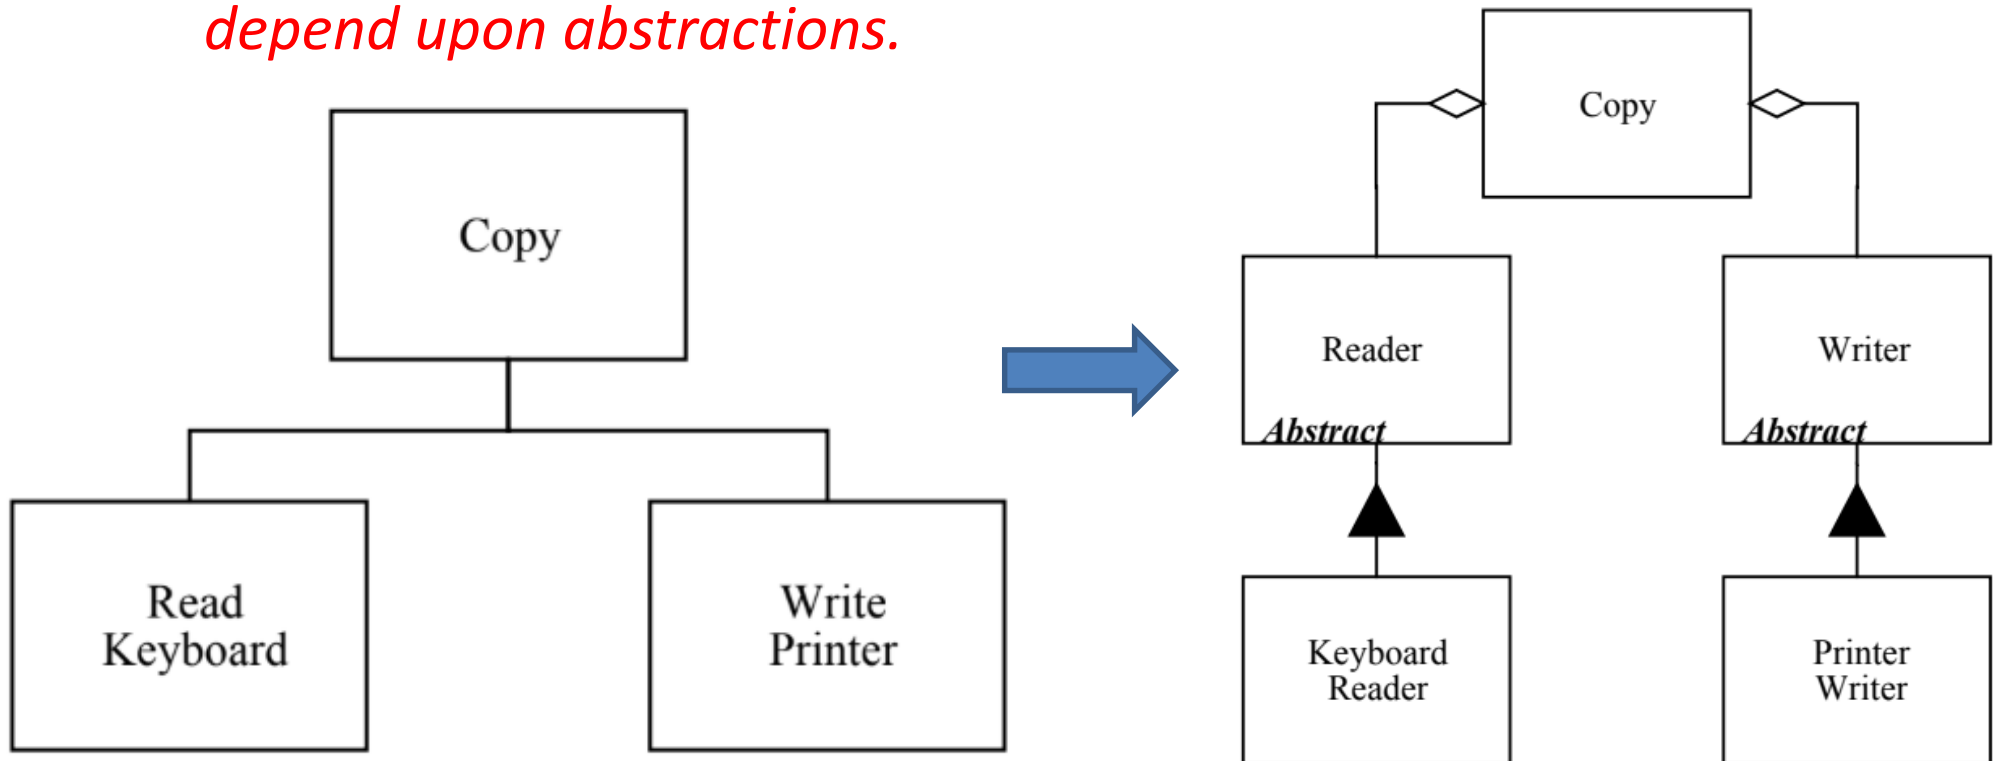 depend upon abstractions.
Copy
Read
Keyboard
Write
Printer
Copy
Reader
Abstract
Writer
Abstract
Keyboard
Reader
Printer
Writer